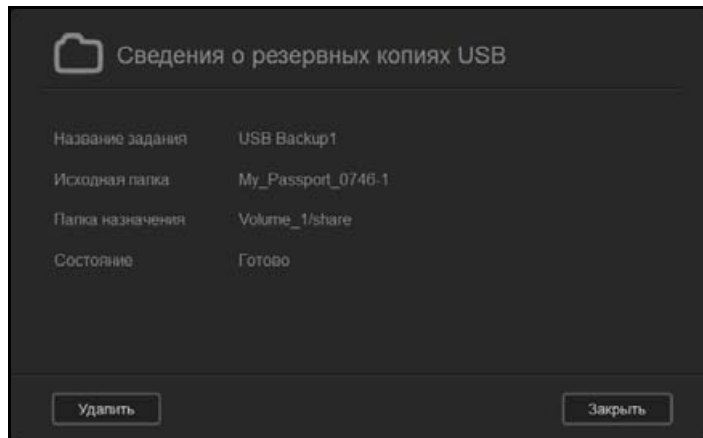 Сведения о резервных копиях USB
Название задания USB Backup1
Исходная папка My_Passport_0746-1
Папка назначения Volume_1/share
Состояние Готово
Удалить Закрыть